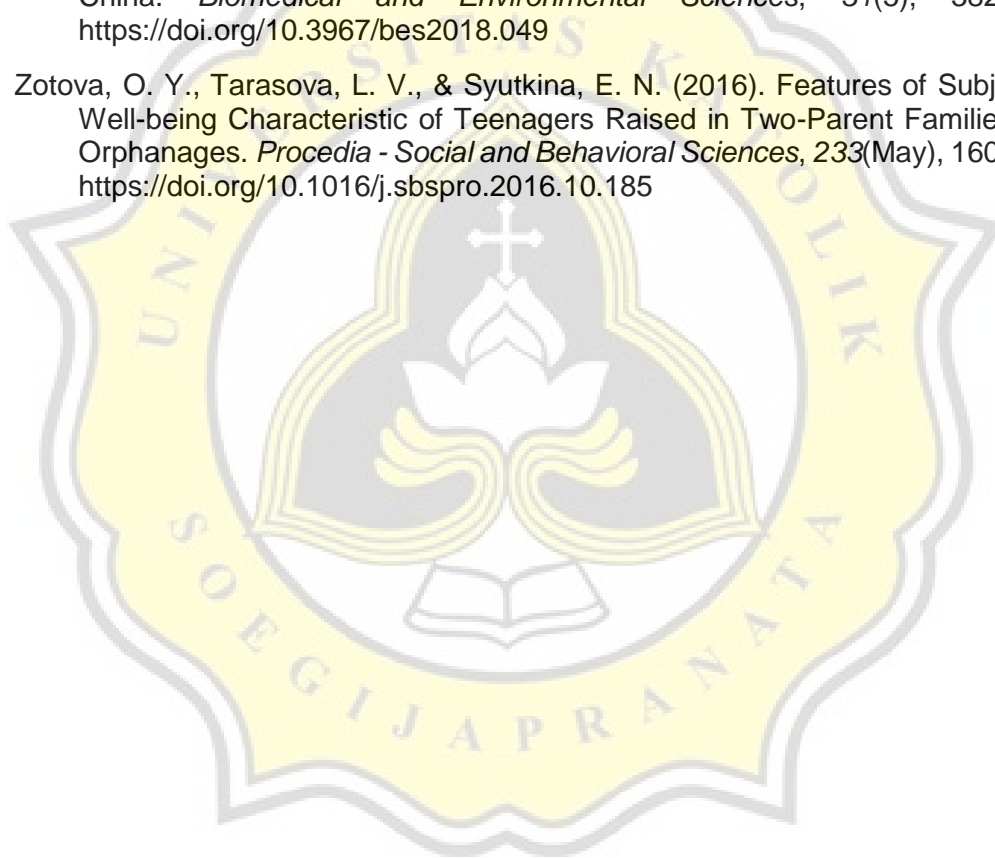 China. Biomedical and Environmental Sciences, 31(5), 382
https://doi.org/10.3967/bes2018.049
Zotova, O. Y., Tarasova, L. V., & Syutkina, E. N. (2016). Features of Subj
Well-being Characteristic of Teenagers Raised in Two-Parent Familie
Orphanages. Procedia - Social and Behavioral Sciences, 233(May), 160
https://doi.org/10.1016/j.sbspro.2016.10.185
UNIVERSITAS KATOLIK
SOEGIJAPRANATA